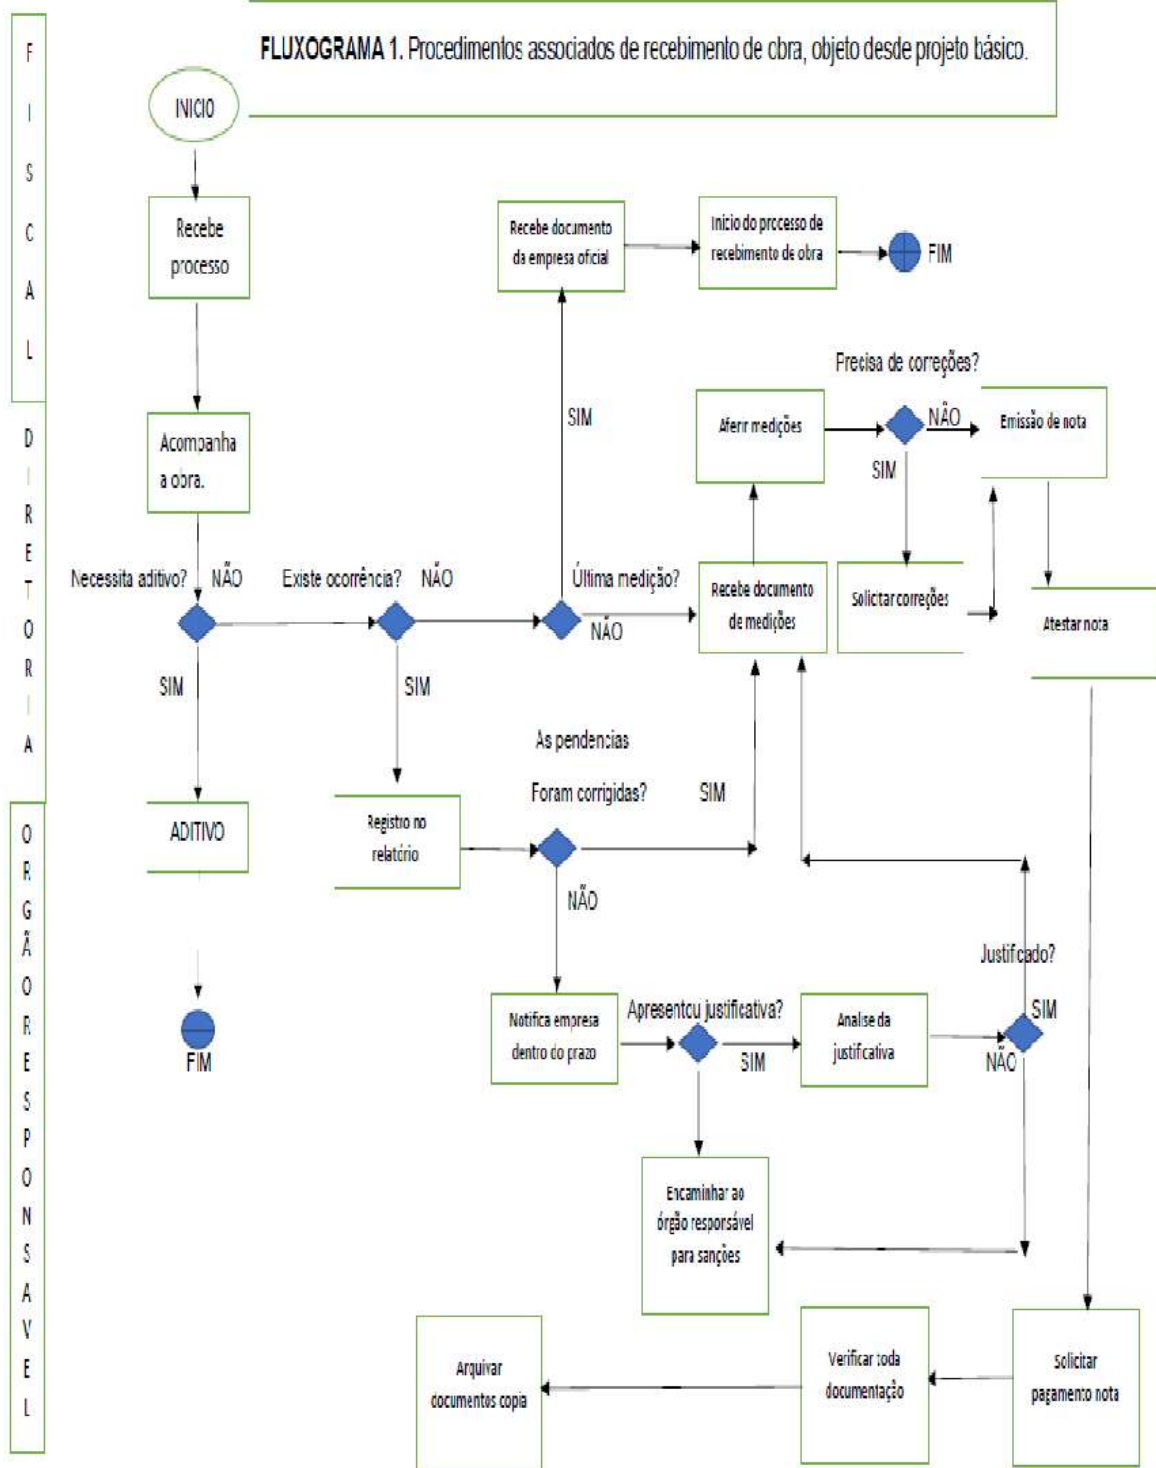 FLUXOGRAMA 1. Procedimentos associados de recebimento de obra, objeto desde projeto básico.
F
I
S
C
A
L
D
I
R
E
T
O
R
I
A
O
R
G
Ã
O
R
E
S
P
O
N
S
A
V
E
L
INICIO
Recebe
processo
Acompanha
a obra.
Necessita aditivo?
NÃO
SIM
ADITIVO
FIM
Existe ocorrência?
NÃO
SIM
Última medição?
SIM
NÃO
Recebe documento
da empresa oficial
Inicio do processo de
recebimento de obra
FIM
Recebe documento
de medições
Aferir medições
Precisa de correções?
NÃO
SIM
Emissão de nota
Solicitar correções
Atestar nota
Registro no
relatório
As pendencias
Foram corrigidas?
SIM
NÃO
Notifica empresa
dentro do prazo
Apresentou justificativa?
SIM
Analise da
justificativa
Justificado?
SIM
NÃO
Encaminhar ao
órgão responsável
para sanções
Solicitar
pagamento nota
Verificar toda
documentação
Arquivar
documentos copia